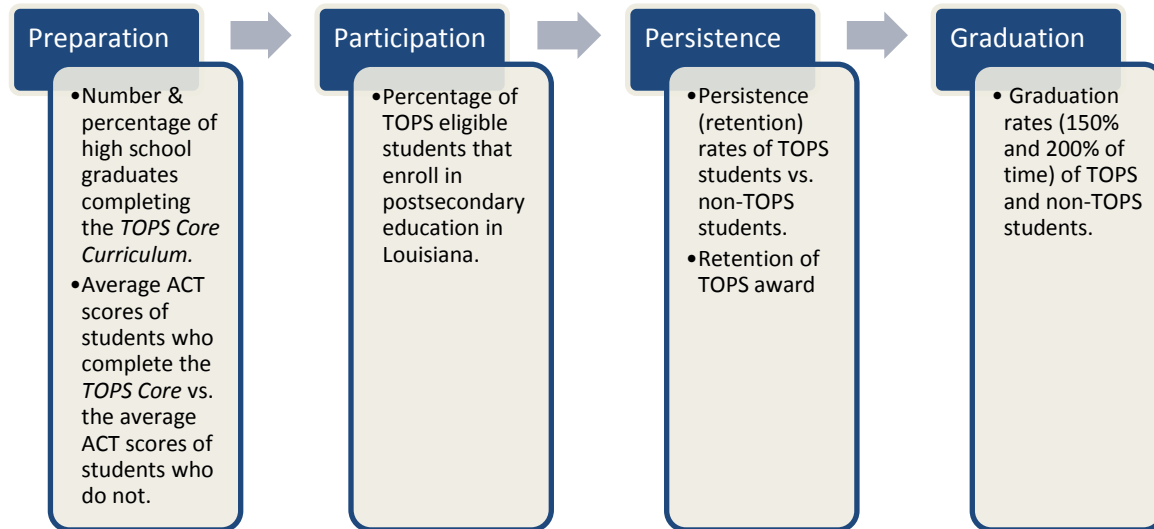 Preparation
•Number &
percentage of
high school
graduates
completing
the TOPS Core
Curriculum.
•Average ACT
scores of
students who
complete the
TOPS Core vs.
the average
ACT scores of
students who
do not.
Participation
•Percentage of
TOPS eligible
students that
enroll in
postsecondary
education in
Louisiana.
Persistence
•Persistence
(retention)
rates of TOPS
students vs.
non-TOPS
students.
•Retention of
TOPS award
Graduation
• Graduation
rates (150%
and 200% of
time) of TOPS
and non-TOPS
students.